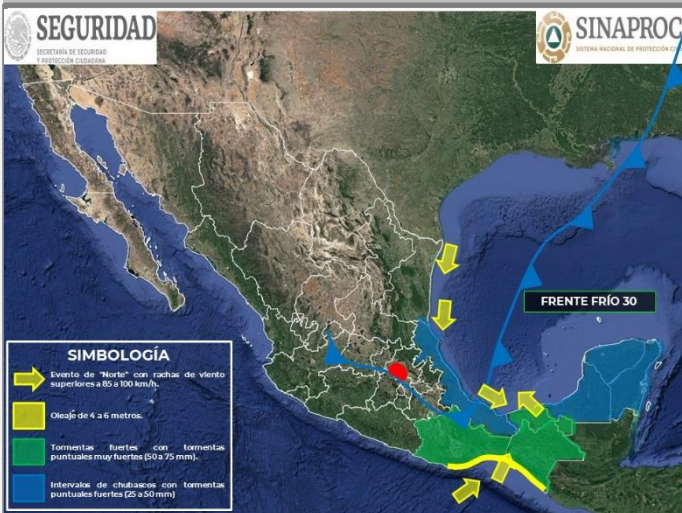 SEGURIDAD
SECRETARÍA DE SEGURIDAD
Y PROTECCIÓN CIUDADANA
SINAPROC
SISTEMA NACIONAL DE PROTECCIÓN
FRENTE FRÍO 30
SIMBOLOGÍA
Evento de "Norte" con rachas de viento
superiores a 85 a 100 km/h.
Oleaje de 4 a 6 metros.
Tormentas fuertes con tormentas
puntuales muy fuertes (50 a 75 mm).
Intervalos de chubascos con tormentas
puntuales fuertes (25 a 50 mm)